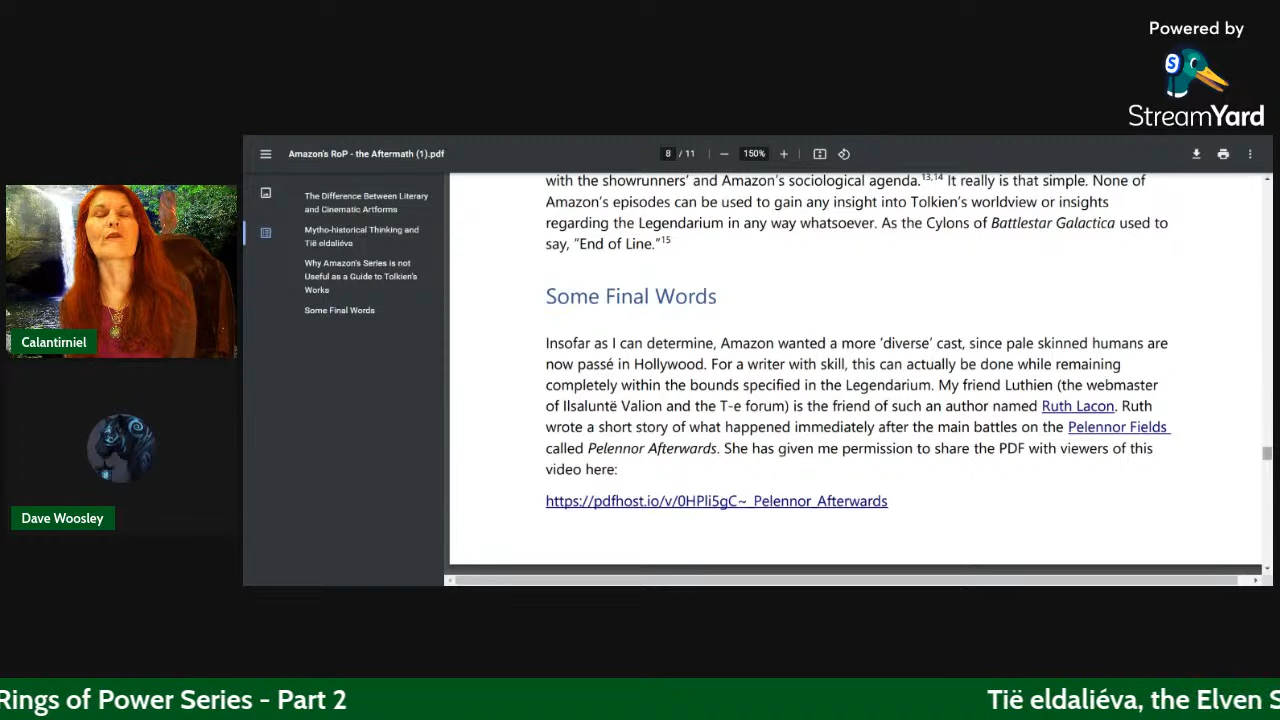 Powered by
StreamYard
Amazon's RoP - the Aftermath (1).pdf
8 / 11
150%
The Difference Between Literary
and Cinematic Artforms
Mytho-historical Thinking and
Tië eldaliéva
Why Amazon's Series is not
Useful as a Guide to Tolkien's
Works
Some Final Words
with the showrunners' and Amazon's sociological agenda.13,14 It really is that simple. None of
Amazon's episodes can be used to gain any insight into Tolkien's worldview or insights
regarding the Legendarium in any way whatsoever. As the Cylons of Battlestar Galactica used to
say, "End of Line."15
Some Final Words
Insofar as I can determine, Amazon wanted a more 'diverse' cast, since pale skinned humans are
now passé in Hollywood. For a writer with skill, this can actually be done while remaining
completely within the bounds specified in the Legendarium. My friend Luthien (the webmaster
of Ilsaluntë Valion and the T-e forum) is the friend of such an author named Ruth Lacon. Ruth
wrote a short story of what happened immediately after the main battles on the Pelennor Fields
called Pelennor Afterwards. She has given me permission to share the PDF with viewers of this
video here:
https://pdfhost.io/v/0HPli5gC~_Pelennor_Afterwards
Calantirniel
Dave Woosley
Rings of Power Series - Part 2
Tië eldaliéva, the Elven S